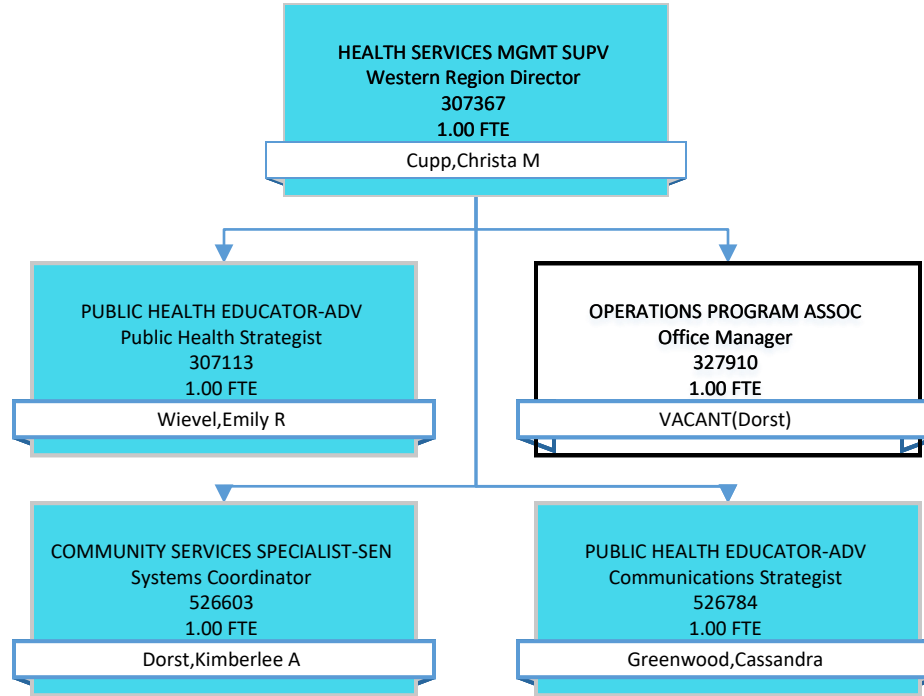 HEALTH SERVICES MGMT SUPV
Western Region Director
307367
1.00 FTE
Cupp,Christa M
PUBLIC HEALTH EDUCATOR-ADV
Public Health Strategist
307113
1.00 FTE
Wievel,Emily R
OPERATIONS PROGRAM ASSOC
Office Manager
327910
1.00 FTE
VACANT(Dorst)
COMMUNITY SERVICES SPECIALIST-SEN
Systems Coordinator
526603
1.00 FTE
Dorst,Kimberlee A
PUBLIC HEALTH EDUCATOR-ADV
Communications Strategist
526784
1.00 FTE
Greenwood,Cassandra